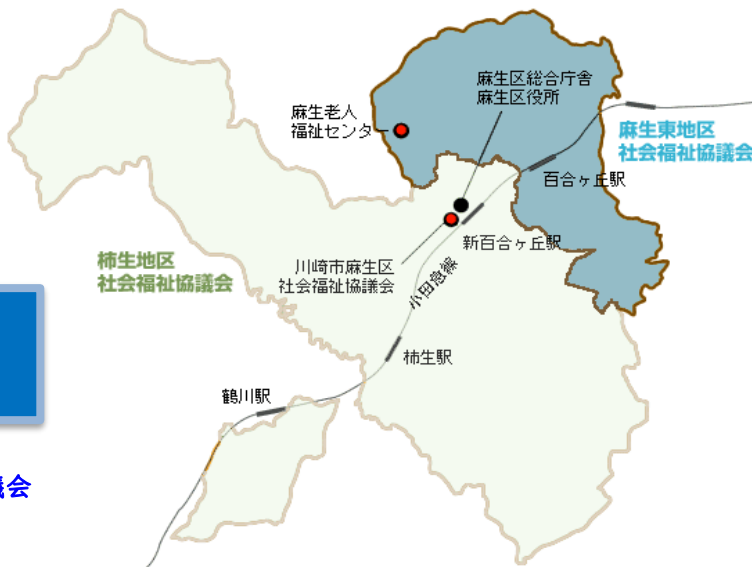 麻生区総合庁舎
麻生区役所
麻生老人
福祉センター
麻生東地区
社会福祉協議会
百合ヶ丘駅
新百合ヶ丘駅
柿生地区
社会福祉協議会
川崎市麻生区
社会福祉協議会
小田急線
柿生駅
鶴川駅
会